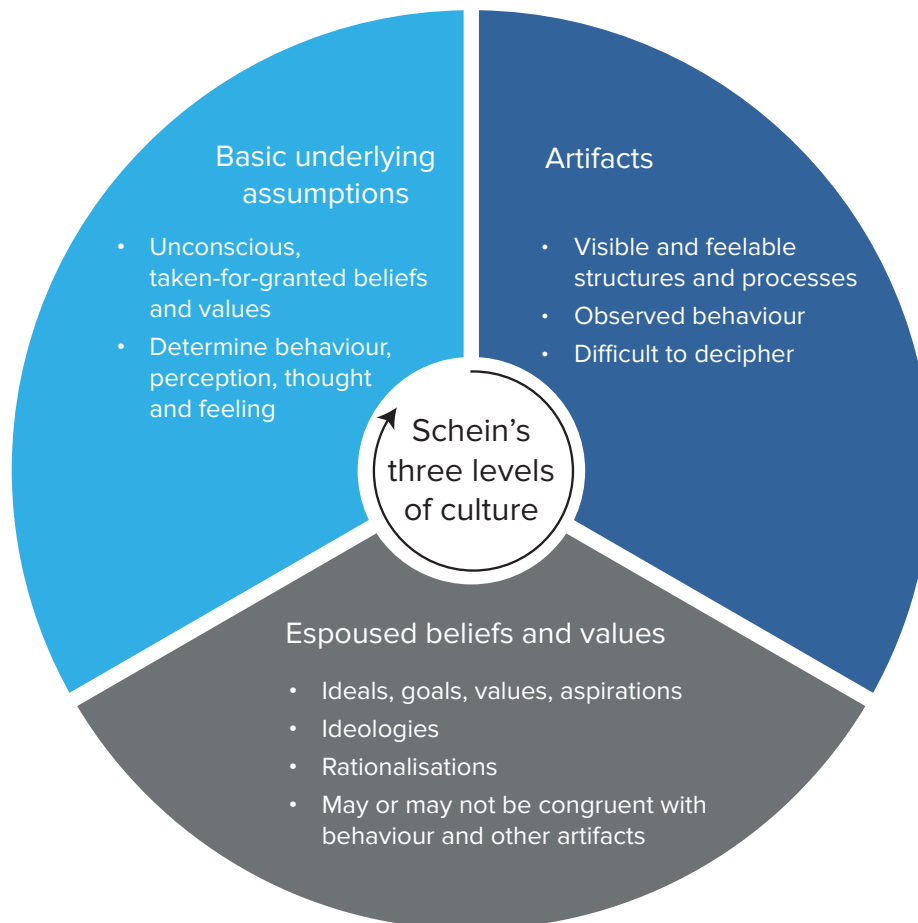 Basic underlying
assumptions
• Unconscious,
taken-for-granted beliefs
and values
• Determine behaviour,
perception, thought
and feeling
Artifacts
• Visible and feelable
structures and processes
• Observed behaviour
• Difficult to decipher
Schein’s
three levels
of culture
Espoused beliefs and values
• Ideals, goals, values, aspirations
• Ideologies
• Rationalisations
• May or may not be congruent with
behaviour and other artifacts